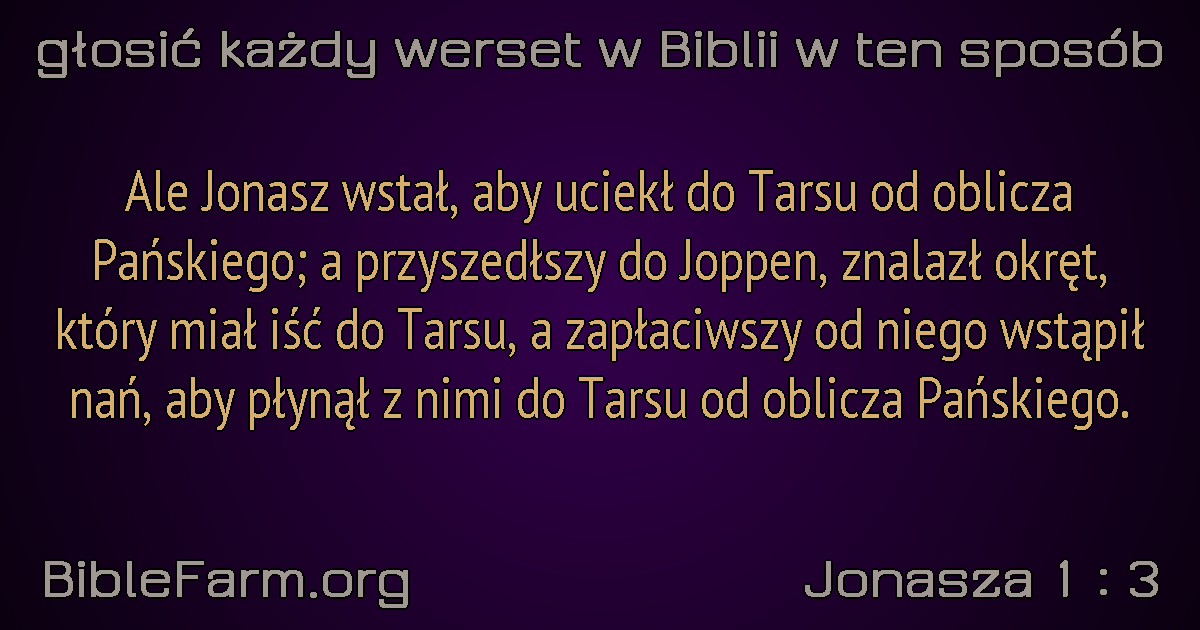 głosić każdy werset w Biblii w ten sposób
Ale Jonasz wstał, aby uciekł do Tarsu od oblicza
Pańskiego; a przyszedłszy do Joppen, znalazł okręt,
który miał iść do Tarsu, a zapłaciwszy od niego wstąpił
nań, aby płynął z nimi do Tarsu od oblicza Pańskiego.
BibleFarm.org
Jonasza 1 : 3